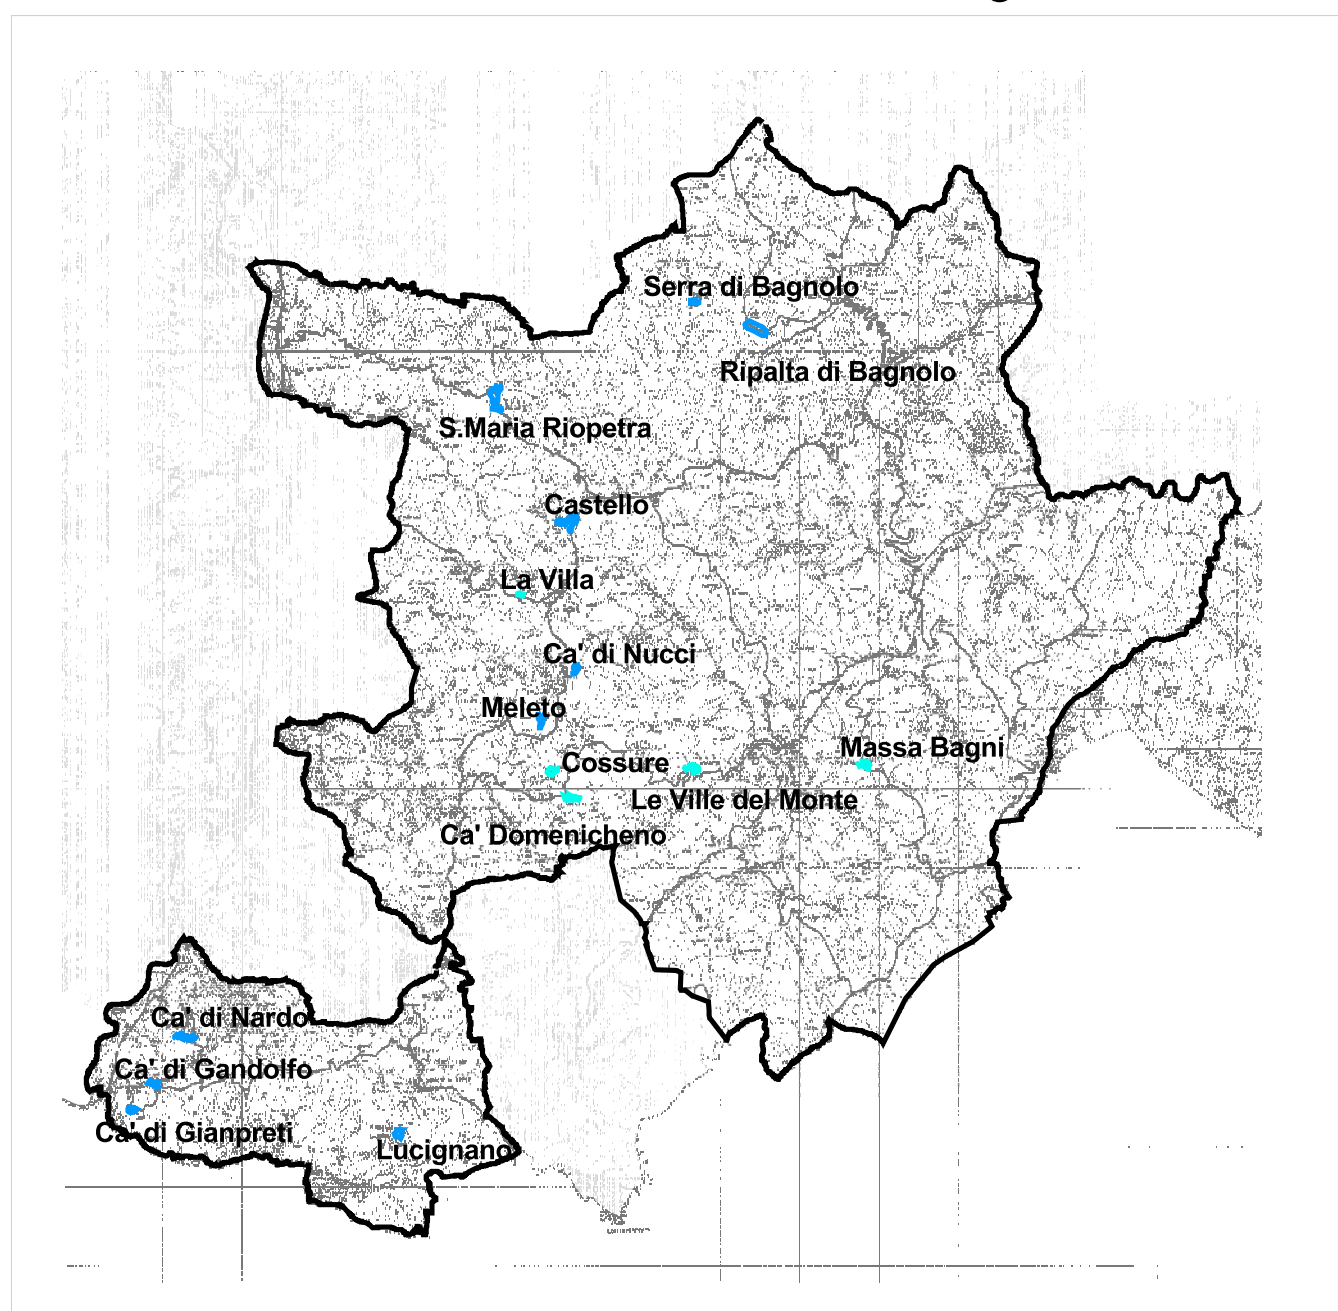 Serra di Bagnolo
Ripalta di Bagnolo
S.Maria Riopetra
Castello
La Villa
Ca' di Nucci
Meleto
Massa Bagni
Cossure
Le Ville del Monte
Ca' Domenicheno
Ca' di Nardo
Ca' di Gandolfo
Ca' di Gianpreti
Lucignano